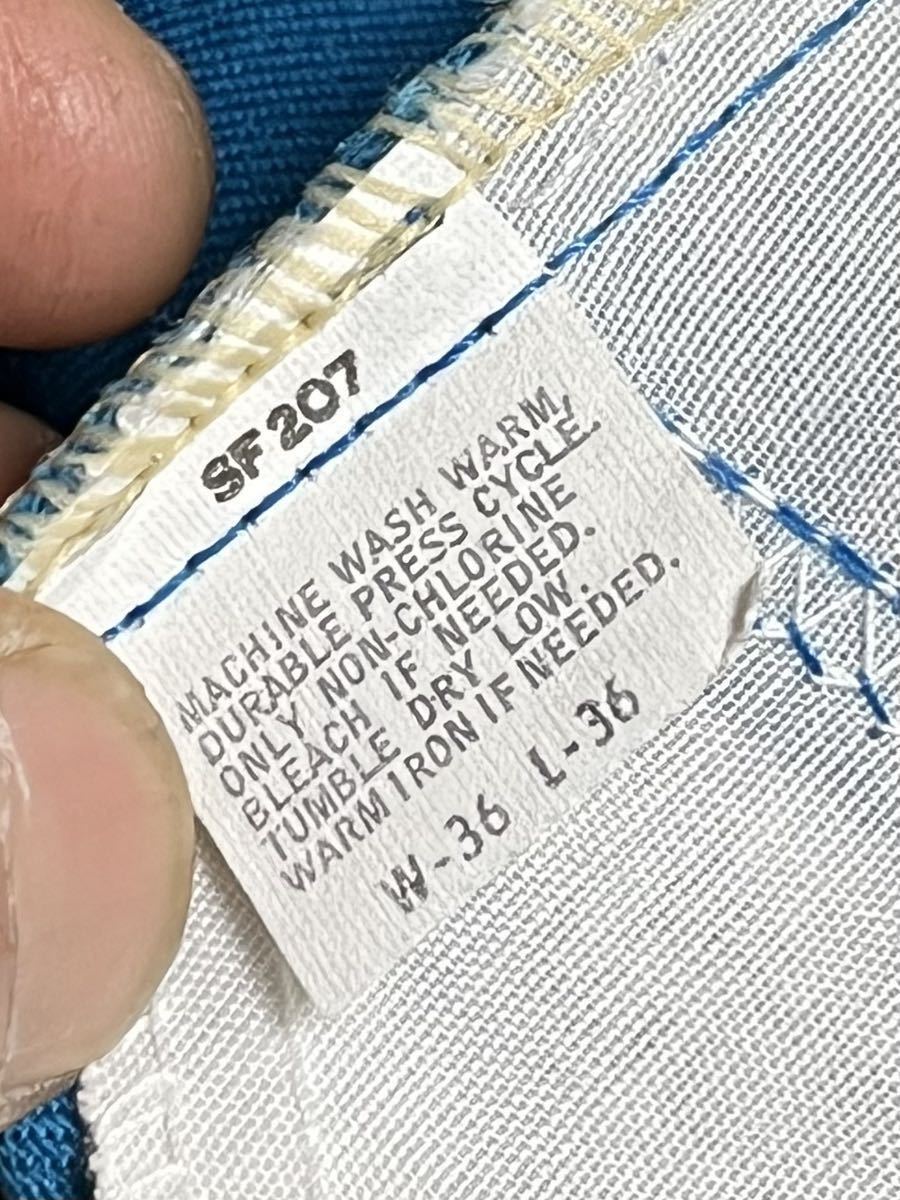 SF 207
MACHINE WASH WARM,
DURABLE PRESS CYCLE.
ONLY NON-CHLORINE
BLEACH IF NEEDED.
TUMBLE DRY LOW.
WARM IRON IF NEEDED.
W-36 L-36